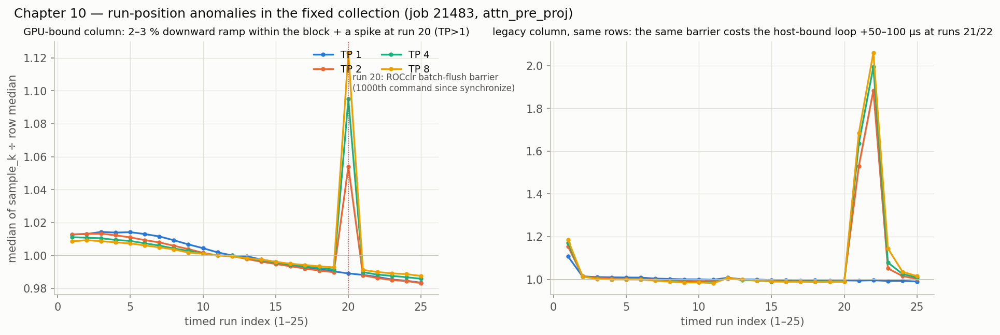 Chapter 10 — run-position anomalies in the fixed collection (job 21483, attn_pre_proj)
GPU-bound column: 2–3 % downward ramp within the block + a spike at run 20 (TP>1)
median of sample_k ÷ row median
1.12
1.10
1.08
1.06
1.04
1.02
1.00
0.98
TP 1
TP 2
TP 4
TP 8
run 20: ROCclr batch-flush barrier
(1000th command since synchronize)
0
5
10
15
20
25
timed run index (1–25)
legacy column, same rows: the same barrier costs the host-bound loop +50–100 µs at runs 21/22
2.0
1.8
1.6
1.4
1.2
1.0
0
5
10
15
20
25
timed run index (1–25)